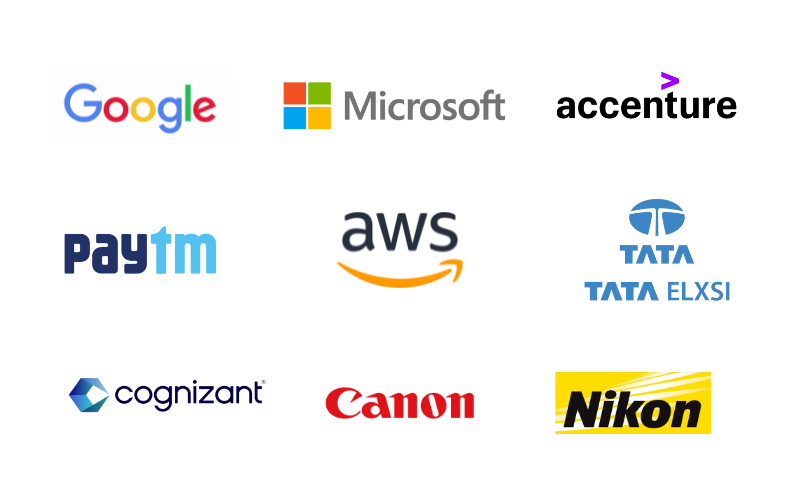 Google
Microsoft
accenture
paytm
aws
TATA
TATA ELXSI
cognizant®
Canon
Nikon